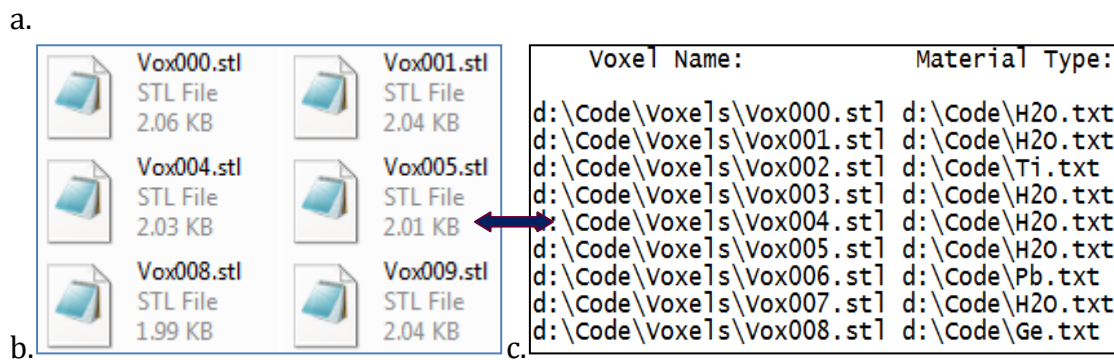 a.
Vox000.stl Vox001.stl
STL File STL File
2.06 KB 2.04 KB
Vox004.stl Vox005.stl
STL File STL File
2.03 KB 2.01 KB
Vox008.stl Vox009.stl
STL File STL File
1.99 KB 2.04 KB
b.
Voxel Name: Material Type:
d:\Code\Voxels\Vox000.stl d:\Code\H2O.txt
d:\Code\Voxels\Vox001.stl d:\Code\H2O.txt
d:\Code\Voxels\Vox002.stl d:\Code\Ti.txt
d:\Code\Voxels\Vox003.stl d:\Code\H2O.txt
d:\Code\Voxels\Vox004.stl d:\Code\H2O.txt
d:\Code\Voxels\Vox005.stl d:\Code\H2O.txt
d:\Code\Voxels\Vox006.stl d:\Code\Pb.txt
d:\Code\Voxels\Vox007.stl d:\Code\H2O.txt
d:\Code\Voxels\Vox008.stl d:\Code\Ge.txt
c.